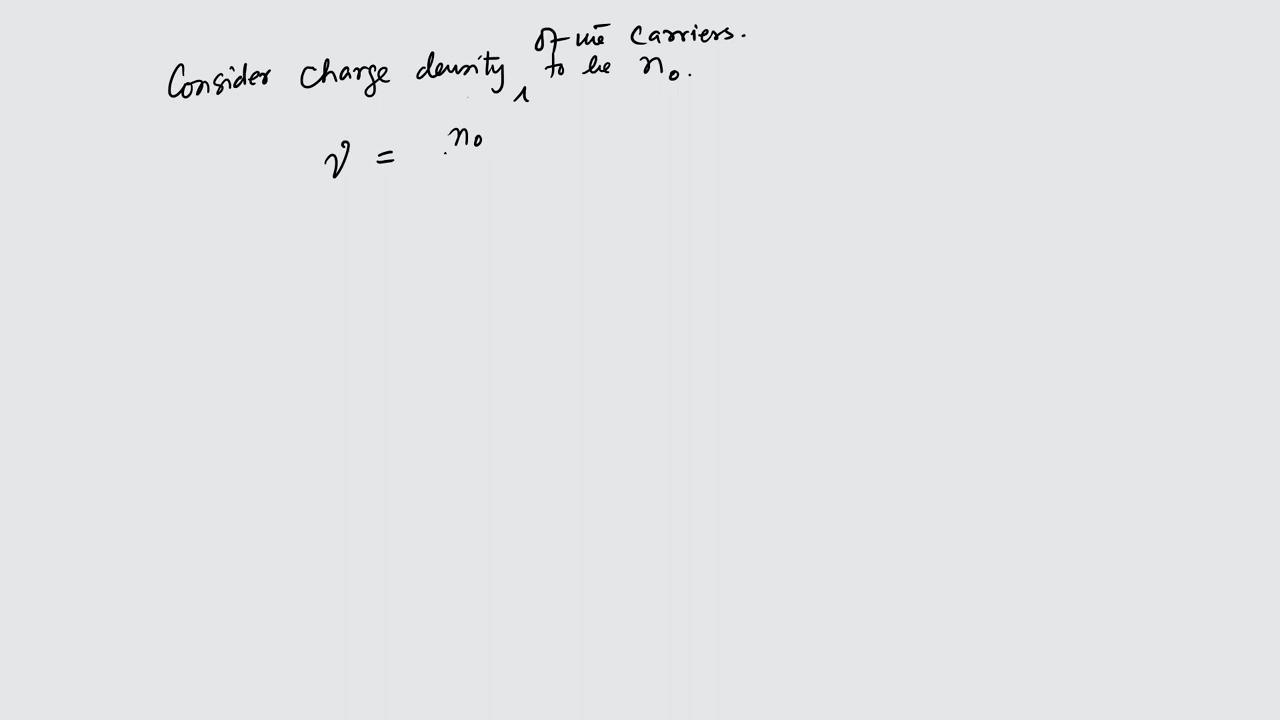 Consider charge density of the carriers. to be n₀.
ν = n₀